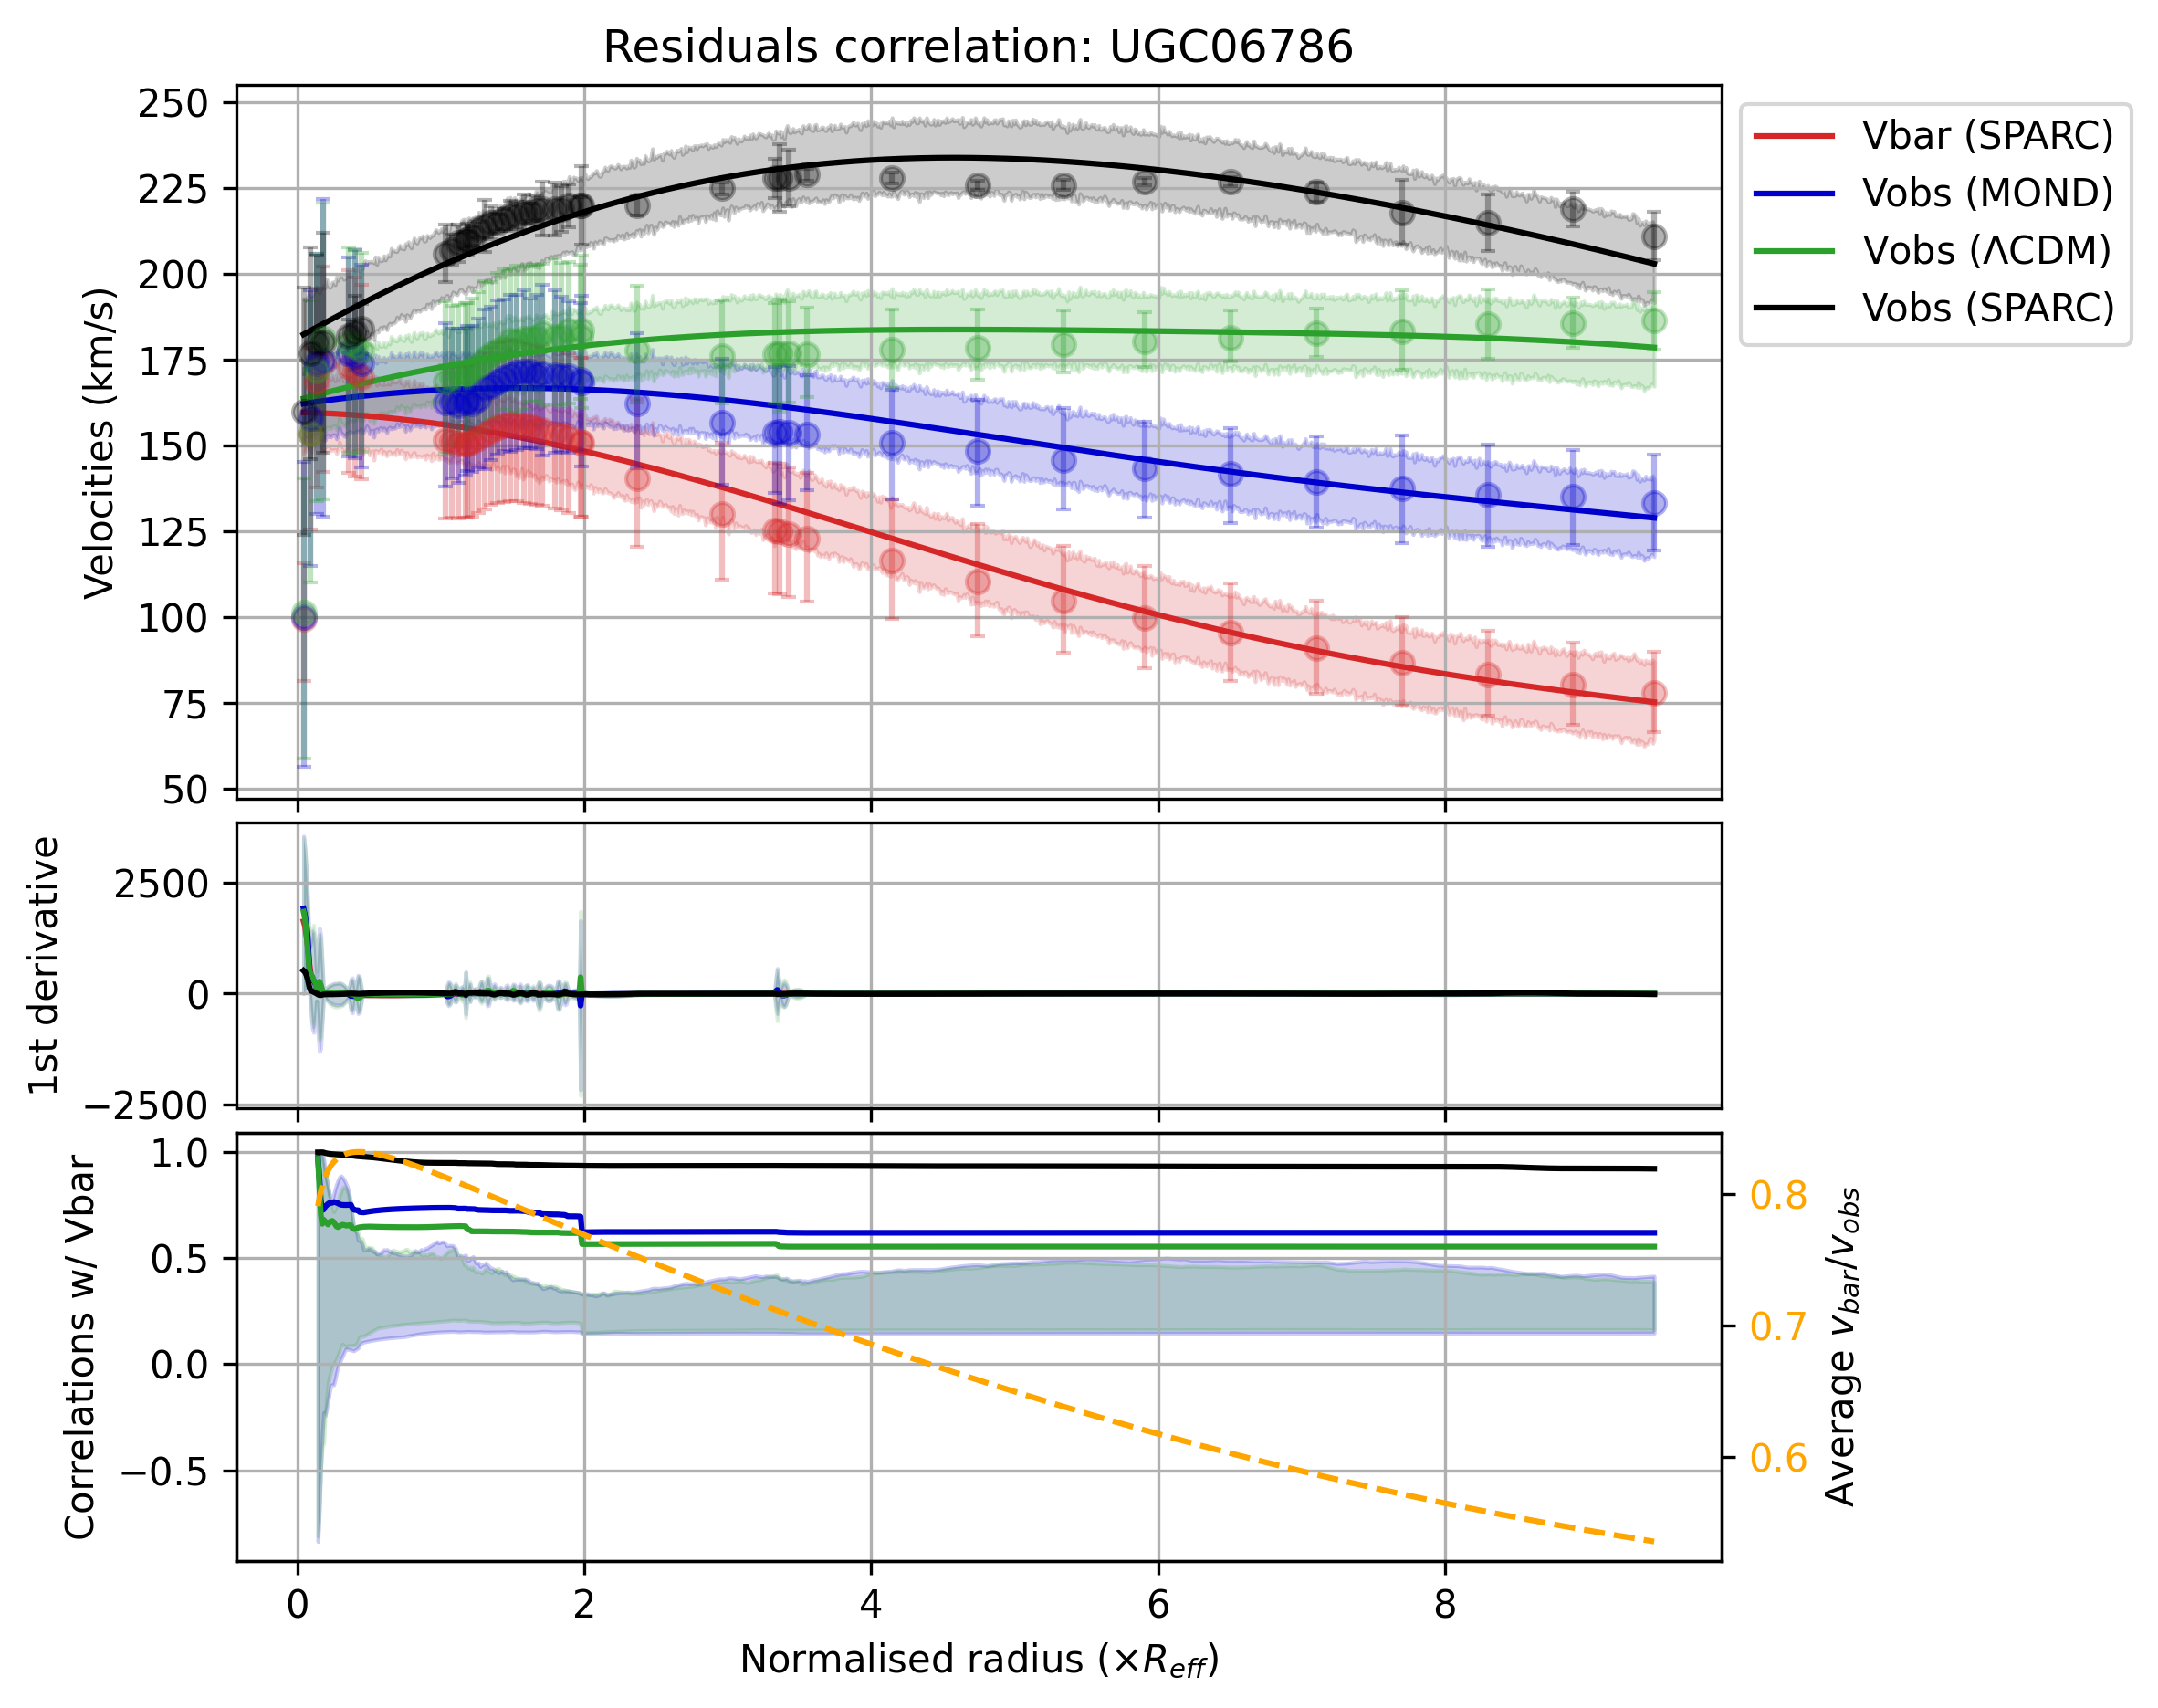 Residuals correlation: UGC06786
250
225
200
175
150
125
100
75
50
Velocities (km/s)
Vbar (SPARC)
Vobs (MOND)
Vobs (ΛCDM)
Vobs (SPARC)
2500
0
−2500
1st derivative
1.0
0.5
0.0
−0.5
Correlations w/ Vbar
0.8
0.7
0.6
Average v_bar/v_obs
0 2 4 6 8
Normalised radius (×R_eff)